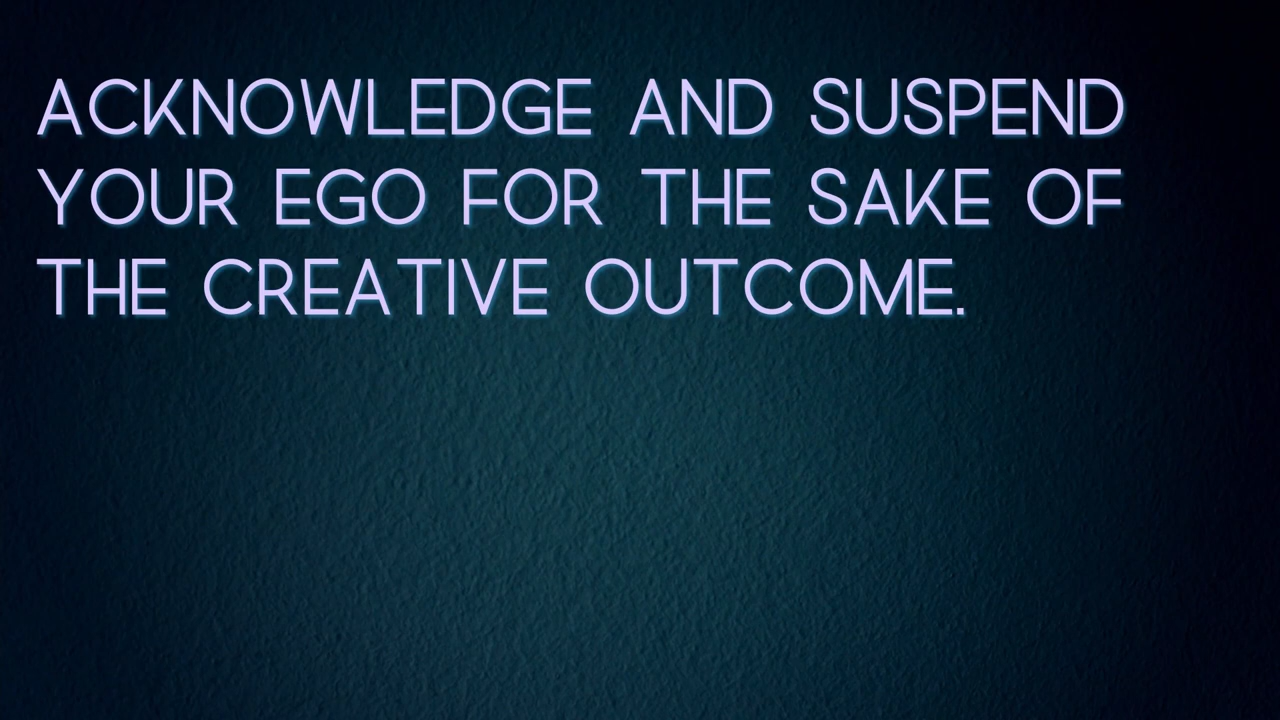 ACKNOWLEDGE AND SUSPEND
YOUR EGO FOR THE SAKE OF
THE CREATIVE OUTCOME.